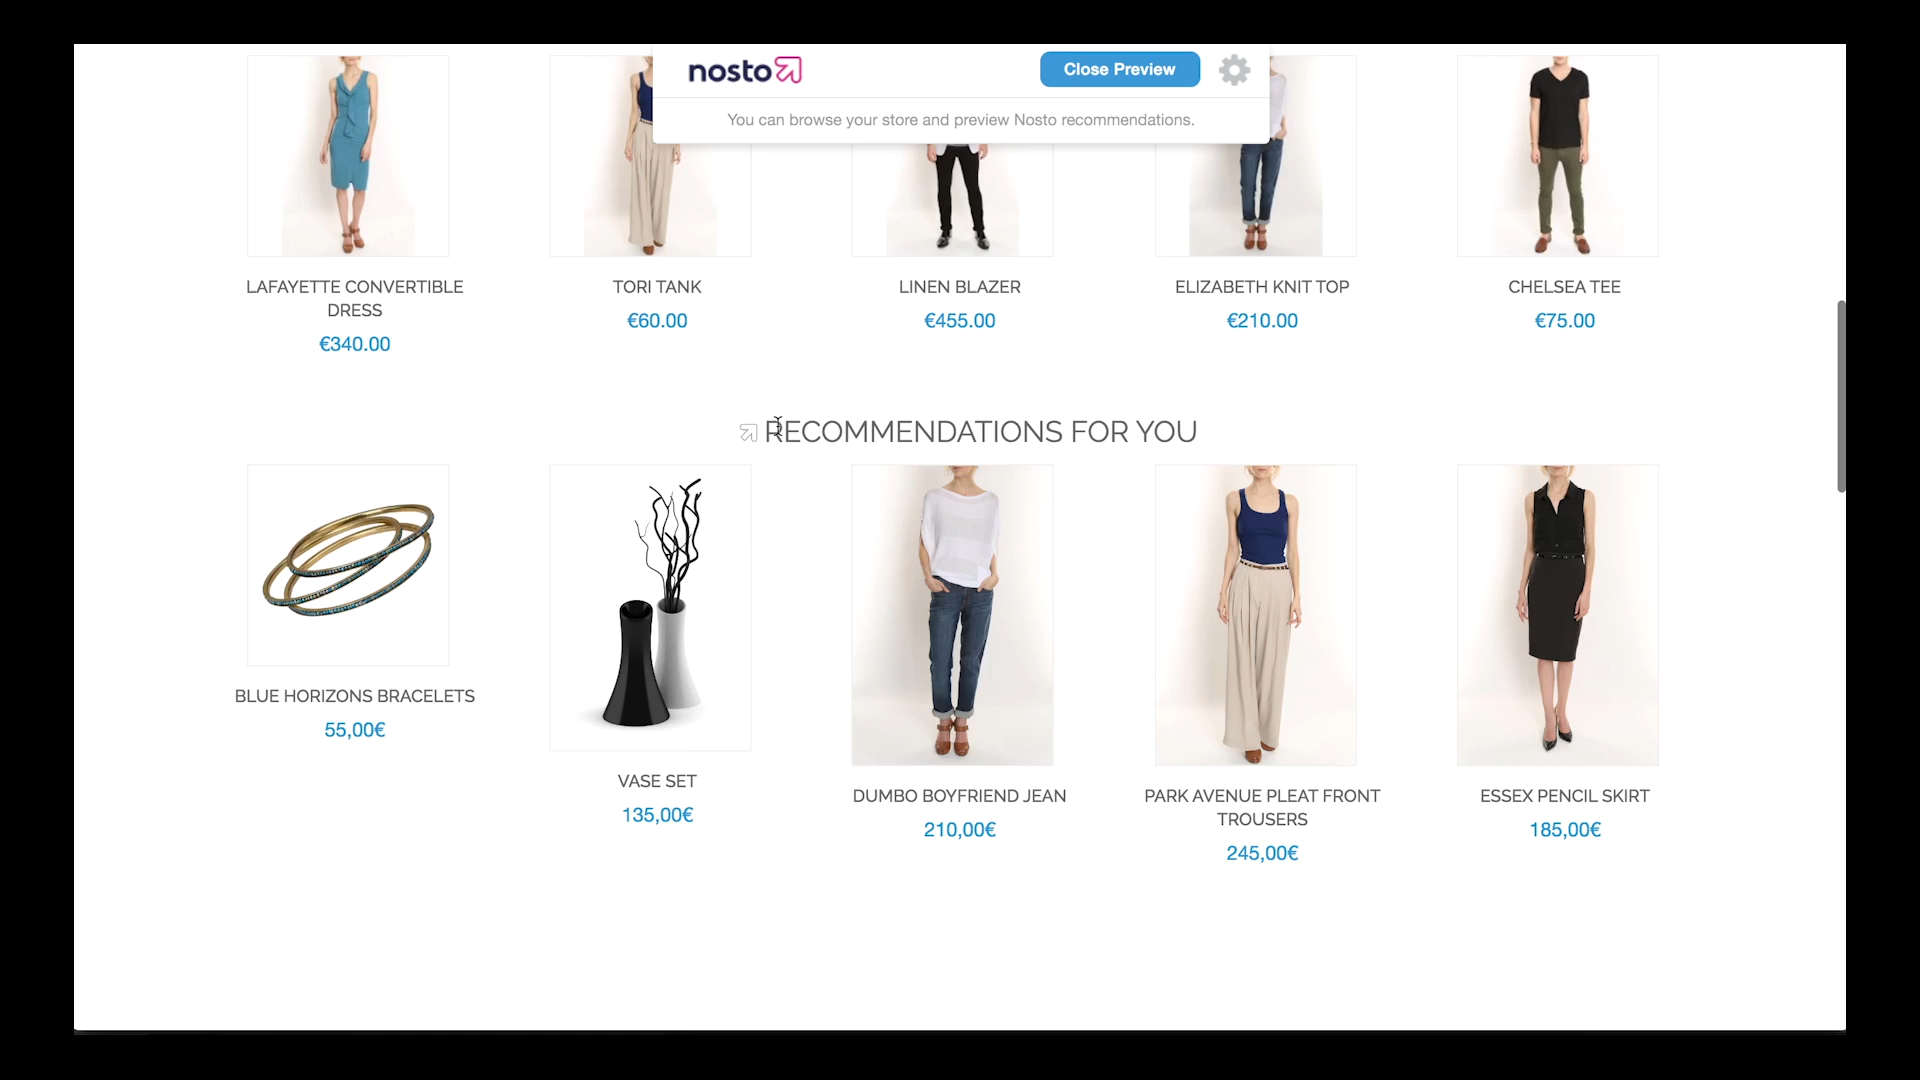 nosto
Close Preview
You can browse your store and preview Nosto recommendations.
LAFAYETTE CONVERTIBLE
DRESS
€340.00
TORI TANK
€60.00
LINEN BLAZER
€455.00
ELIZABETH KNIT TOP
€210.00
CHELSEA TEE
€75.00
RECOMMENDATIONS FOR YOU
BLUE HORIZONS BRACELETS
55,00€
VASE SET
135,00€
DUMBO BOYFRIEND JEAN
210,00€
PARK AVENUE PLEAT FRONT
TROUSERS
245,00€
ESSEX PENCIL SKIRT
185,00€